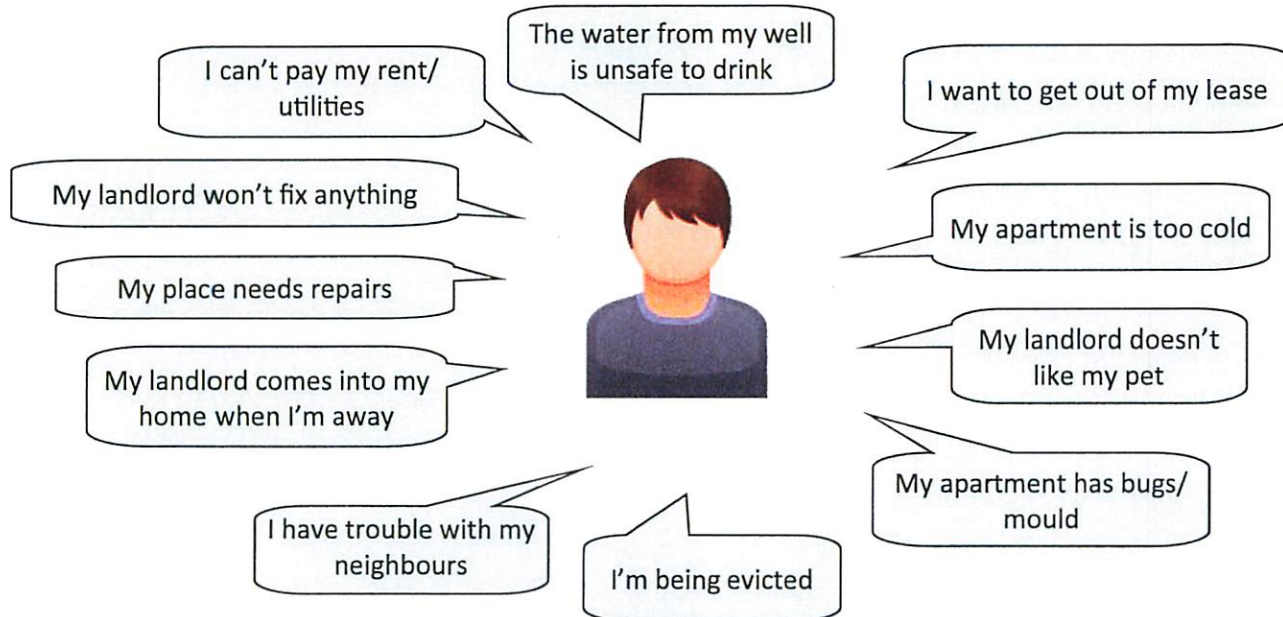 The water from my well
is unsafe to drink
I can't pay my rent/
utilities
I want to get out of my lease
My landlord won't fix anything
My apartment is too cold
My place needs repairs
My landlord doesn't
like my pet
My landlord comes into my
home when I'm away
My apartment has bugs/
mould
I have trouble with my
neighbours
I'm being evicted